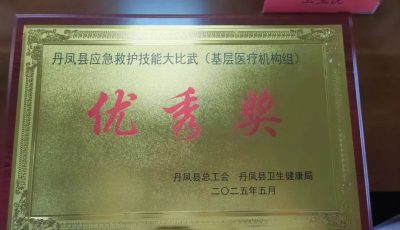 丹凤县应急救护技能大比武（基层医疗机构组）
优秀奖
丹凤县总工会 丹凤县卫生健康局
二〇二五年五月